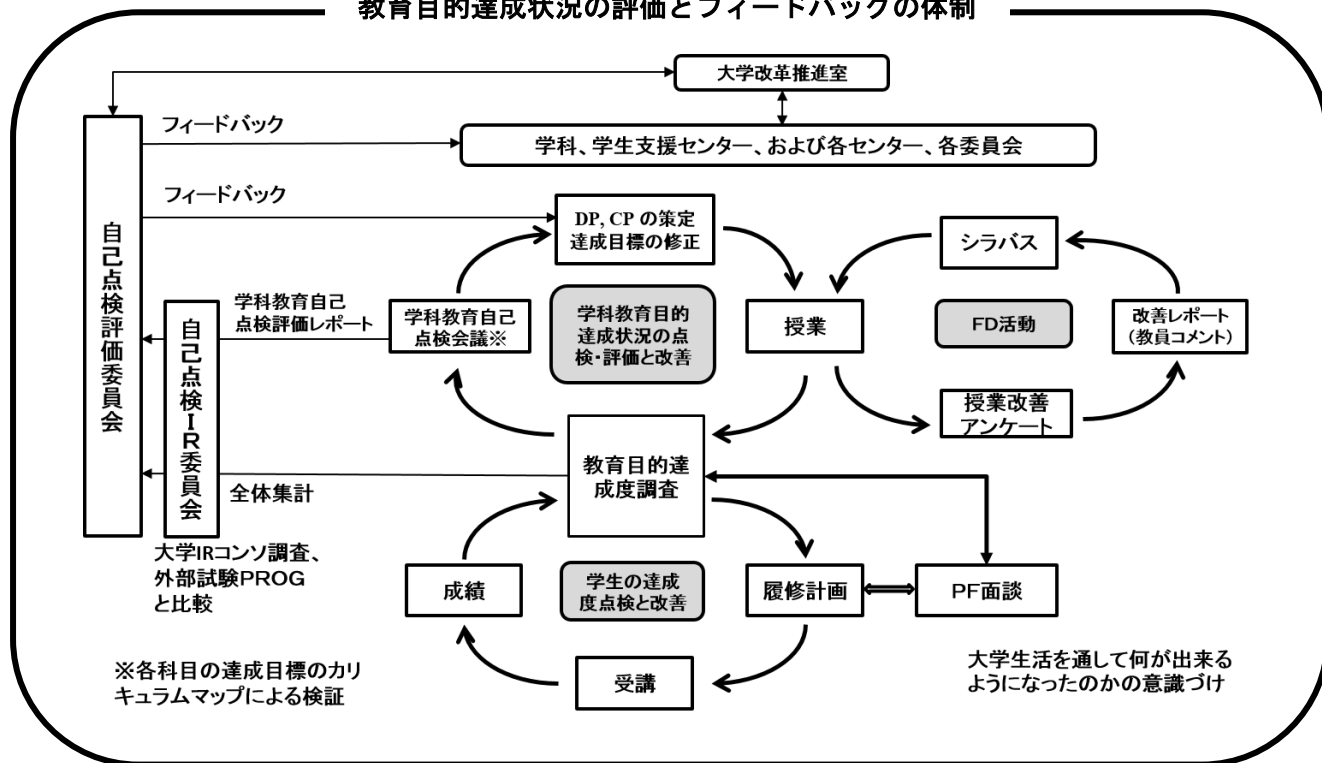 教育目的達成状況の評価とフィードバックの体制
大学改革推進室
フィードバック
学科、学生支援センター、および各センター、各委員会
フィードバック
自己点検評価委員会
DP, CP の策定
達成目標の修正
シラバス
学科教育自己
点検評価レポート
自己点検IR委員会
学科教育自己
点検会議※
学科教育目的
達成状況の点
検・評価と改善
授業
FD活動
改善レポート
(教員コメント)
授業改善
アンケート
教育目的達
成度調査
全体集計
大学IRコンソ調査、
外部試験PROG
と比較
成績
学生の達成
度点検と改善
履修計画
PF面談
※各科目の達成目標のカリ
キュラムマップによる検証
受講
大学生活を通して何が出来る
ようになったのかの意識づけ